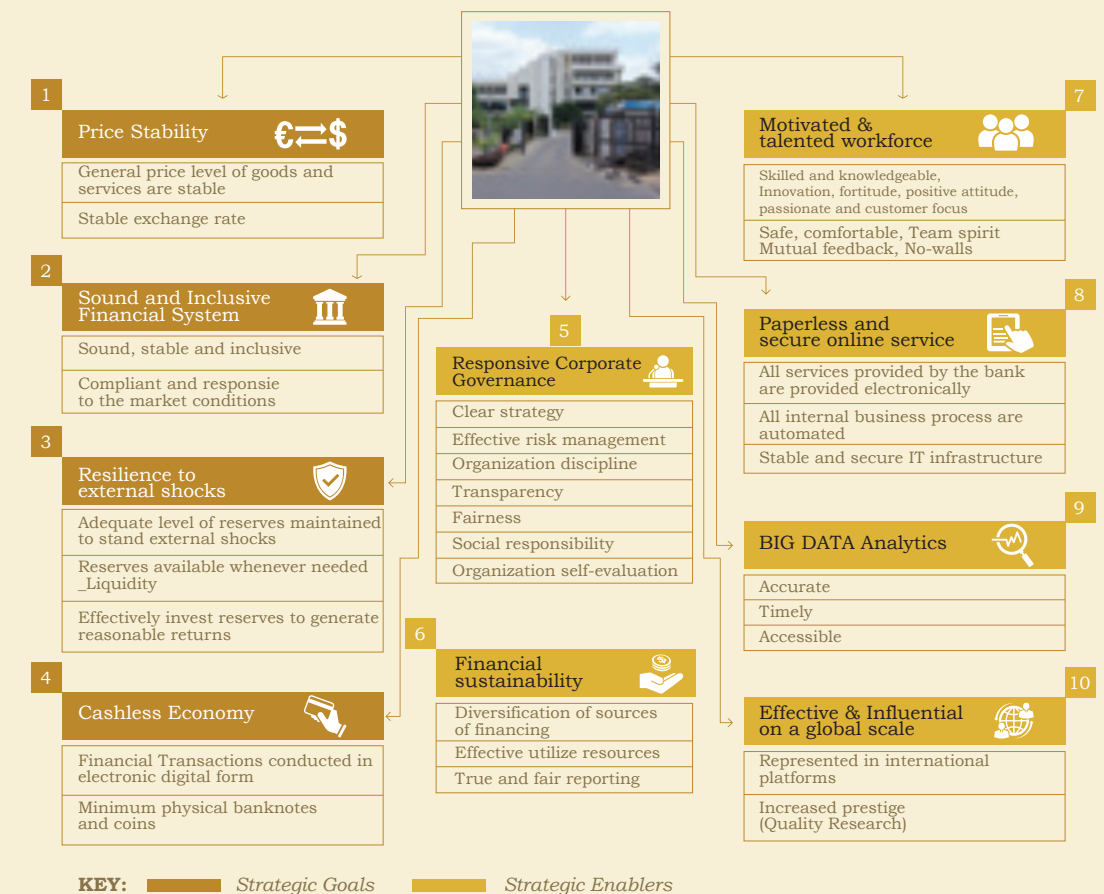 1
Price Stability
€ $
General price level of goods and
services are stable
Stable exchange rate
2
Sound and Inclusive
Financial System
Sound, stable and inclusive
Compliant and responsie
to the market conditions
3
Resilience to
external shocks
Adequate level of reserves maintained
to stand external shocks
Reserves available whenever needed
_Liquidity
Effectively invest reserves to generate
reasonable returns
4
Cashless Economy
Financial Transactions conducted in
electronic digital form
Minimum physical banknotes
and coins
5
Responsive Corporate
Governance
Clear strategy
Effective risk management
Organization discipline
Transparency
Fairness
Social responsibility
Organization self-evaluation
6
Financial
sustainability
Diversification of sources
of financing
Effective utilize resources
True and fair reporting
7
Motivated &
talented workforce
Skilled and knowledgeable,
Innovation, fortitude, positive attitude,
passionate and customer focus
Safe, comfortable, Team spirit
Mutual feedback, No-walls
8
Paperless and
secure online service
All services provided by the bank
are provided electronically
All internal business process are
automated
Stable and secure IT infrastructure
9
BIG DATA Analytics
Accurate
Timely
Accessible
10
Effective & Influential
on a global scale
Represented in international
platforms
Increased prestige
(Quality Research)
KEY: Strategic Goals Strategic Enablers